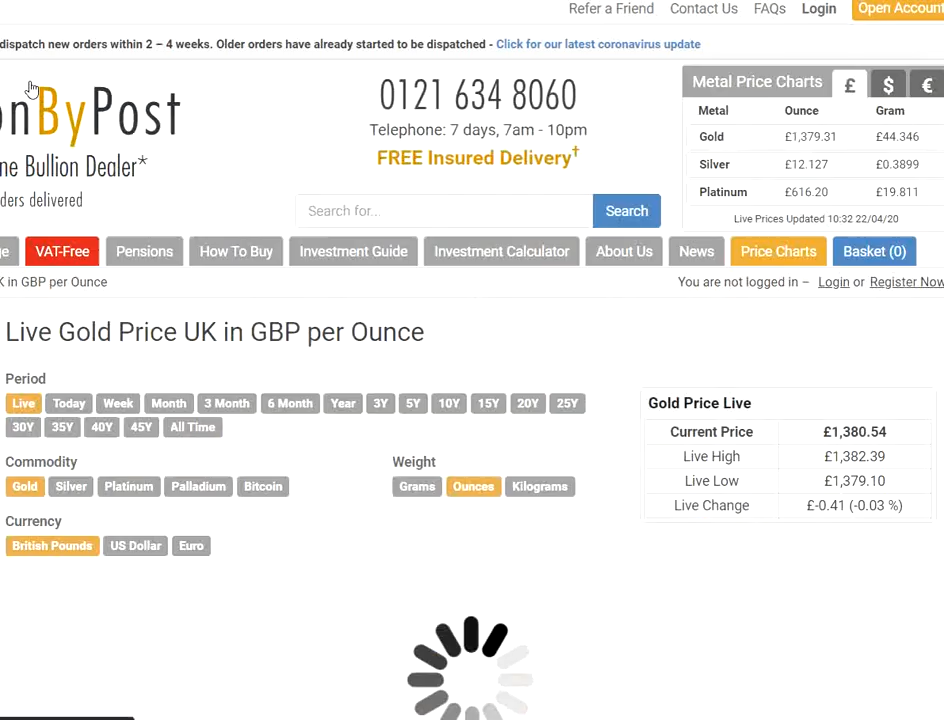 Refer a Friend Contact Us FAQs Login Open Account
dispatch new orders within 2 – 4 weeks. Older orders have already started to be dispatched - Click for our latest coronavirus update
onByPost
ne Bullion Dealer*
ders delivered
0121 634 8060
Telephone: 7 days, 7am - 10pm
FREE Insured Delivery†
Search for... Search
Metal Price Charts £ $ €
Metal Ounce Gram
Gold £1,379.31 £44.346
Silver £12.127 £0.3899
Platinum £616.20 £19.811
Live Prices Updated 10:32 22/04/20
ge VAT-Free Pensions How To Buy Investment Guide Investment Calculator About Us News Price Charts Basket (0)
K in GBP per Ounce
You are not logged in – Login or Register Now
Live Gold Price UK in GBP per Ounce
Period
Live Today Week Month 3 Month 6 Month Year 3Y 5Y 10Y 15Y 20Y 25Y
30Y 35Y 40Y 45Y All Time
Commodity
Gold Silver Platinum Palladium Bitcoin
Weight
Grams Ounces Kilograms
Currency
British Pounds US Dollar Euro
Gold Price Live
Current Price £1,380.54
Live High £1,382.39
Live Low £1,379.10
Live Change £-0.41 (-0.03 %)